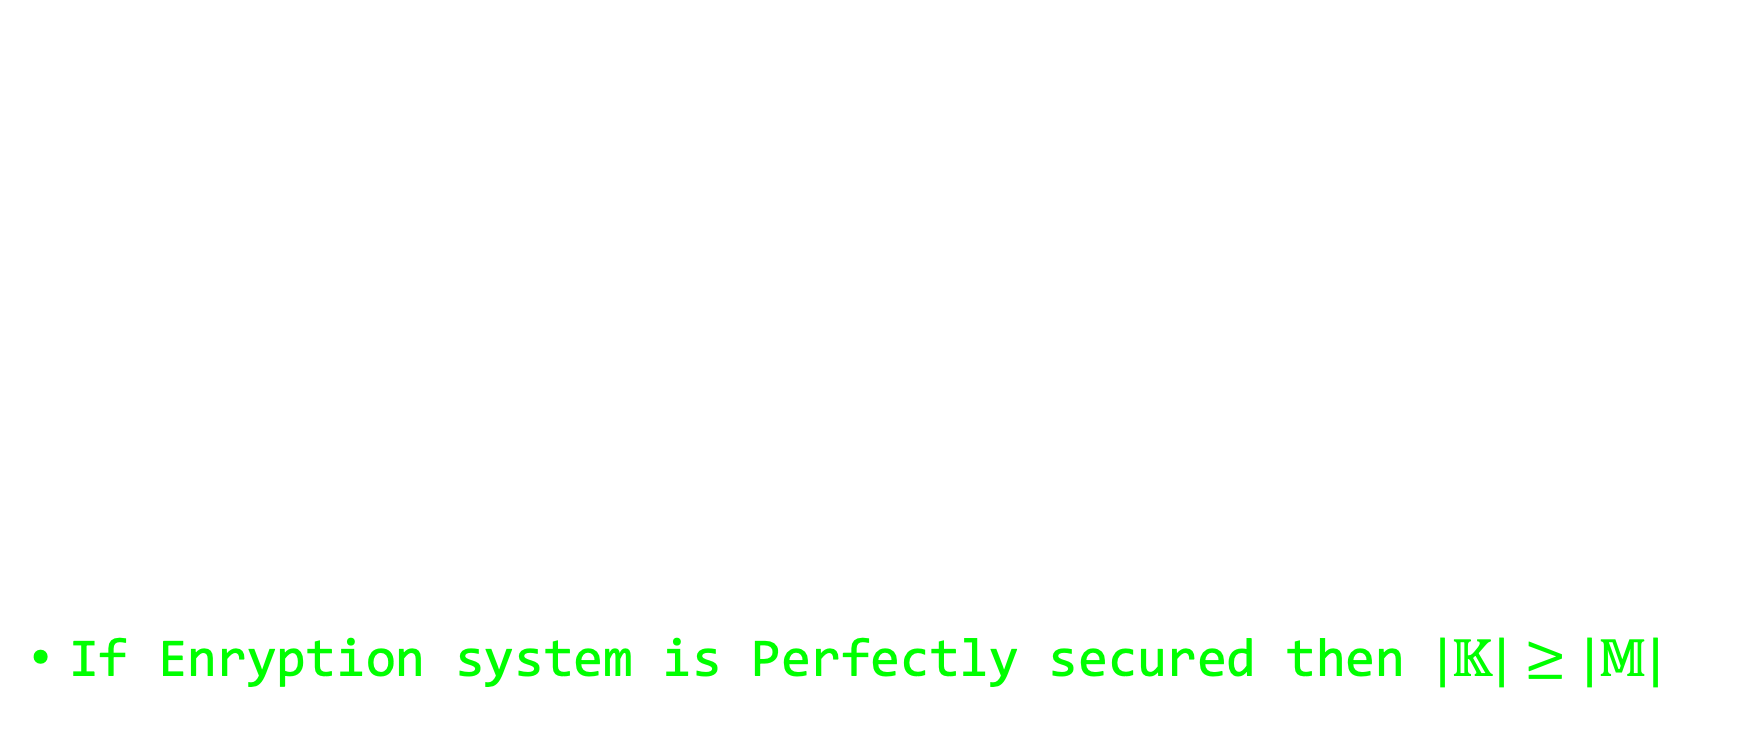 • If Enryption system is Perfectly secured then |𝕂| ≥ |𝕄|